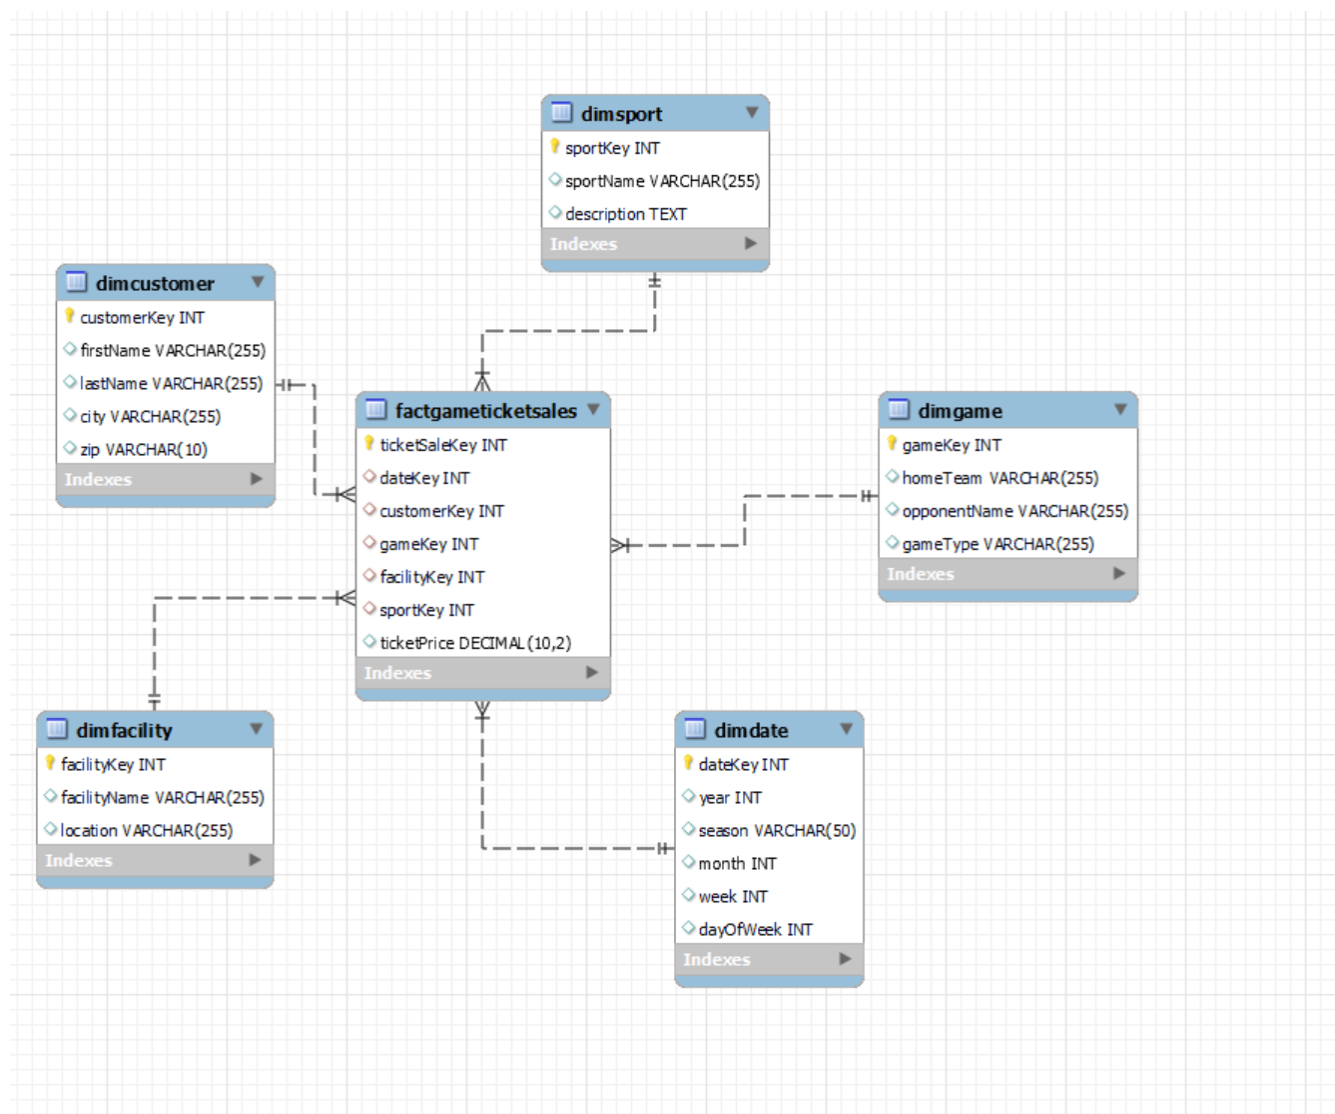 dimsport
sportKey INT
sportName VARCHAR(255)
description TEXT
Indexes
dimcustomer
customerKey INT
firstName VARCHAR(255)
lastName VARCHAR(255)
city VARCHAR(255)
zip VARCHAR(10)
Indexes
factgameticketsales
ticketSaleKey INT
dateKey INT
customerKey INT
gameKey INT
facilityKey INT
sportKey INT
ticketPrice DECIMAL(10,2)
Indexes
dimgame
gameKey INT
homeTeam VARCHAR(255)
opponentName VARCHAR(255)
gameType VARCHAR(255)
Indexes
dimfacility
facilityKey INT
facilityName VARCHAR(255)
location VARCHAR(255)
Indexes
dimdate
dateKey INT
year INT
season VARCHAR(50)
month INT
week INT
dayOfWeek INT
Indexes